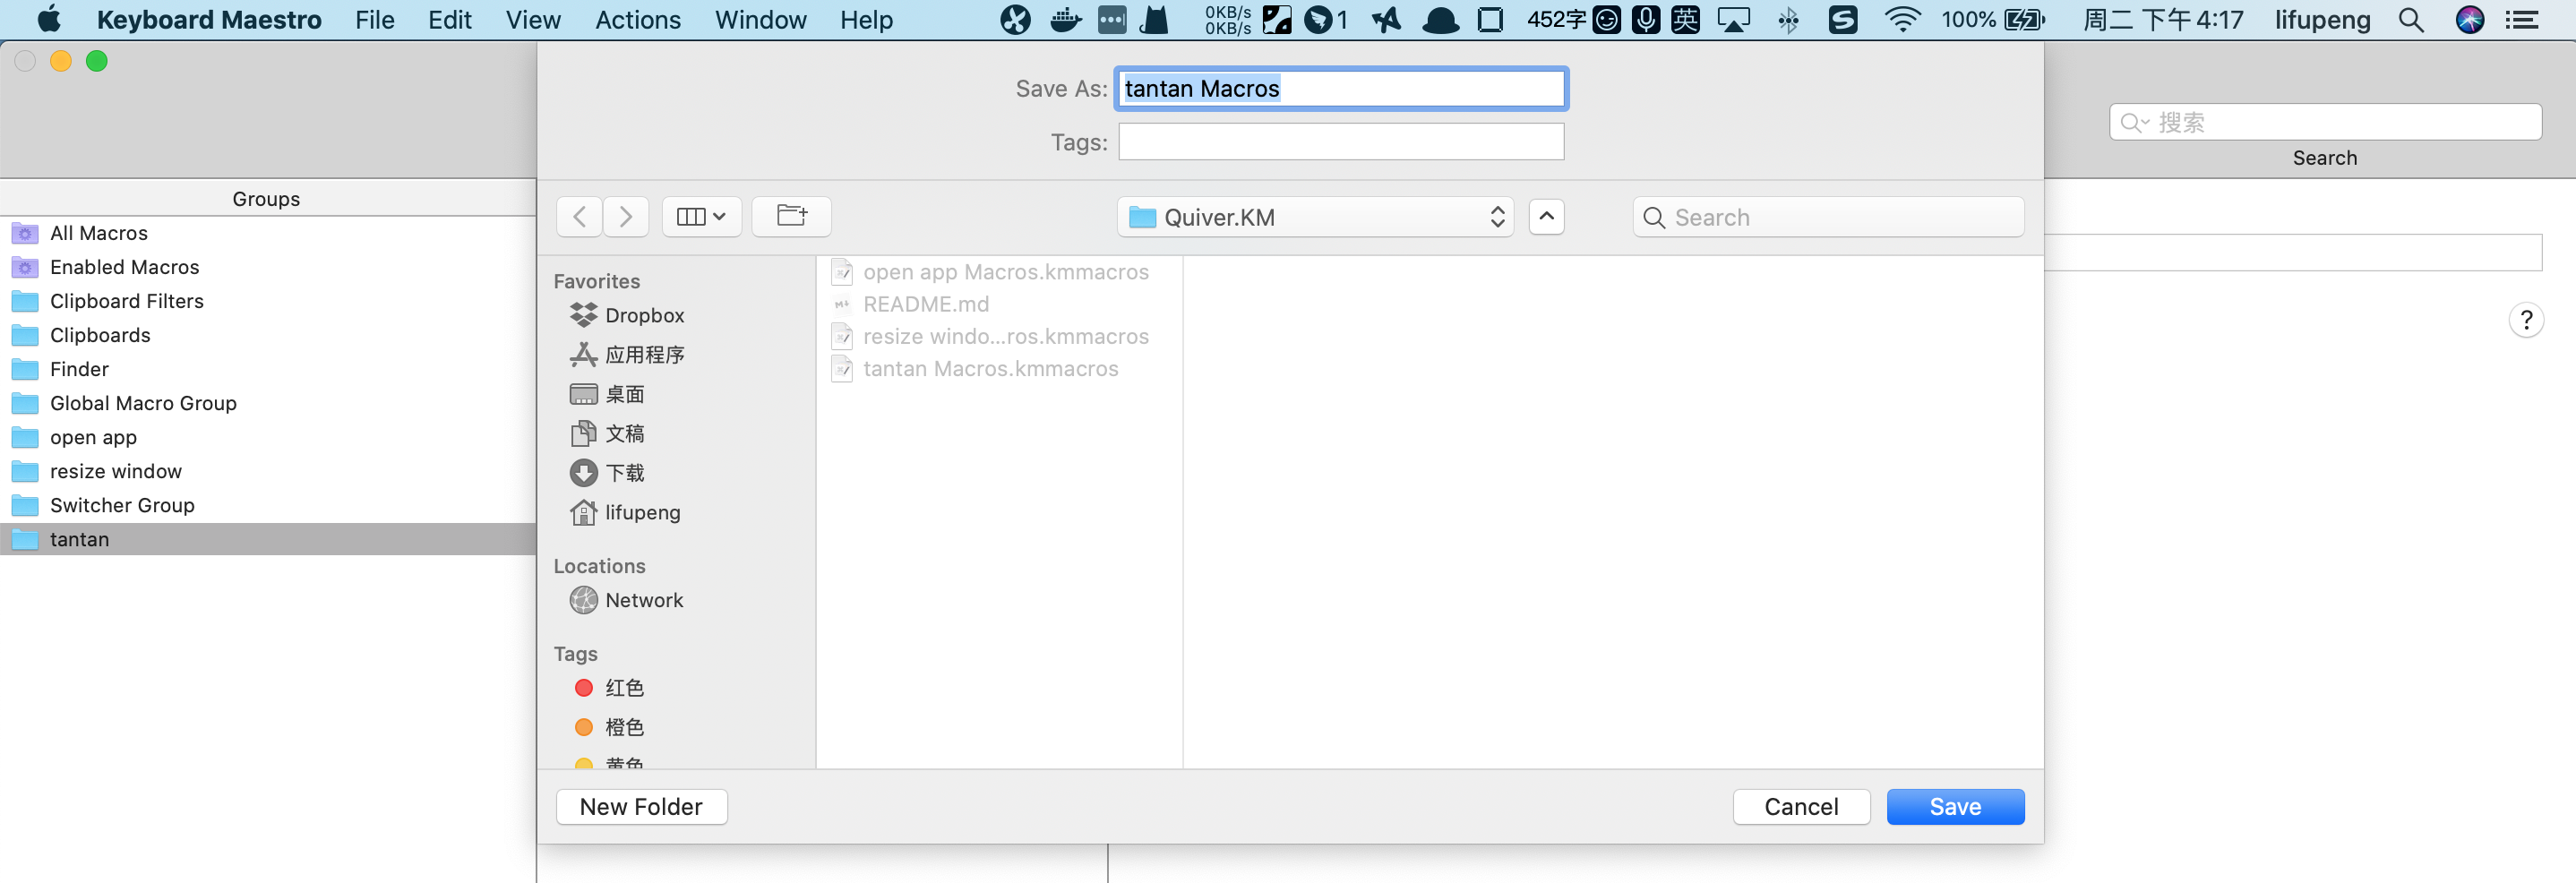 Keyboard Maestro File Edit View Actions Window Help 0KB/s 0KB/s 1 452字 英 100% 周二 下午 4:17 lifupeng
Save As: tantan Macros
Tags:
搜索
Search
Groups
All Macros
Enabled Macros
Clipboard Filters
Clipboards
Finder
Global Macro Group
open app
resize window
Switcher Group
tantan
Quiver.KM
Search
Favorites
Dropbox
应用程序
桌面
文稿
下载
lifupeng
Locations
Network
Tags
红色
橙色
黄色
open app Macros.kmmacros
README.md
resize windo...ros.kmmacros
tantan Macros.kmmacros
?
New Folder
Cancel
Save